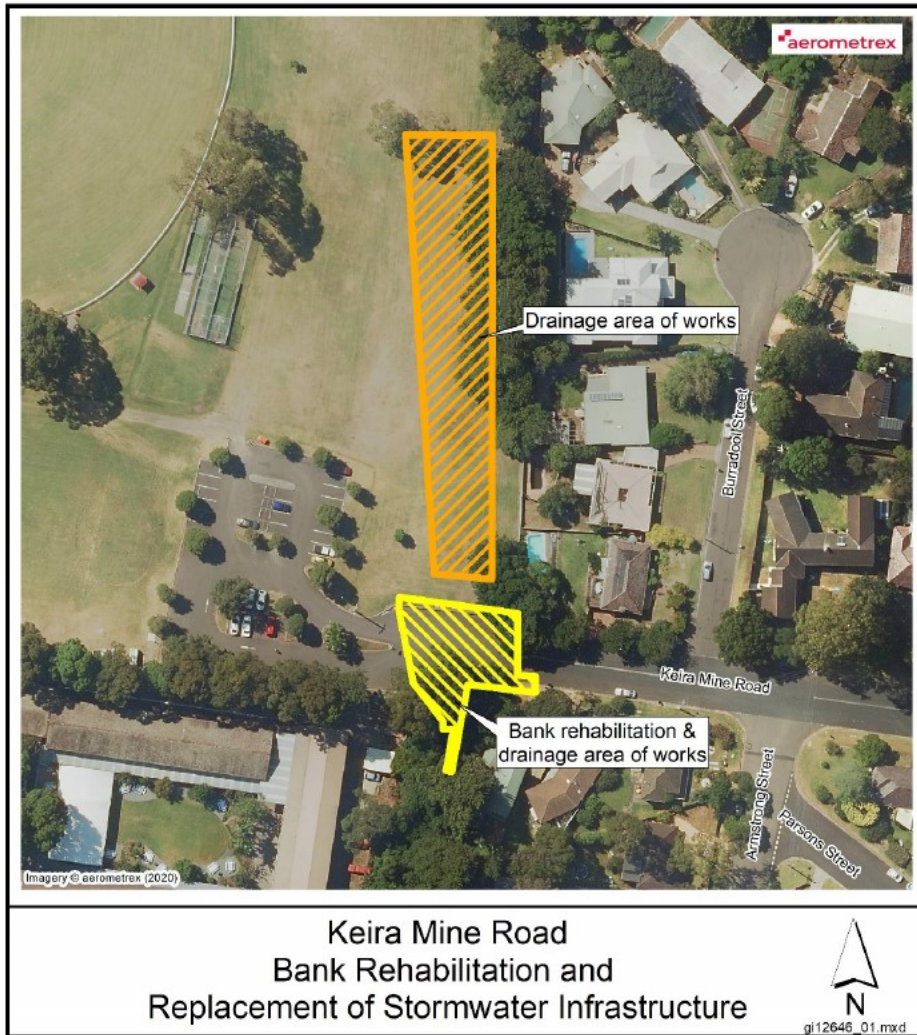 aerometrex
Drainage area of works
Burradool Street
Keira Mine Road
Bank rehabilitation &
drainage area of works
Armstrong Street
Parsons Street
Imagery © aerometrex (2020)
Keira Mine Road
Bank Rehabilitation and
Replacement of Stormwater Infrastructure
N
gi12646_01.mxd